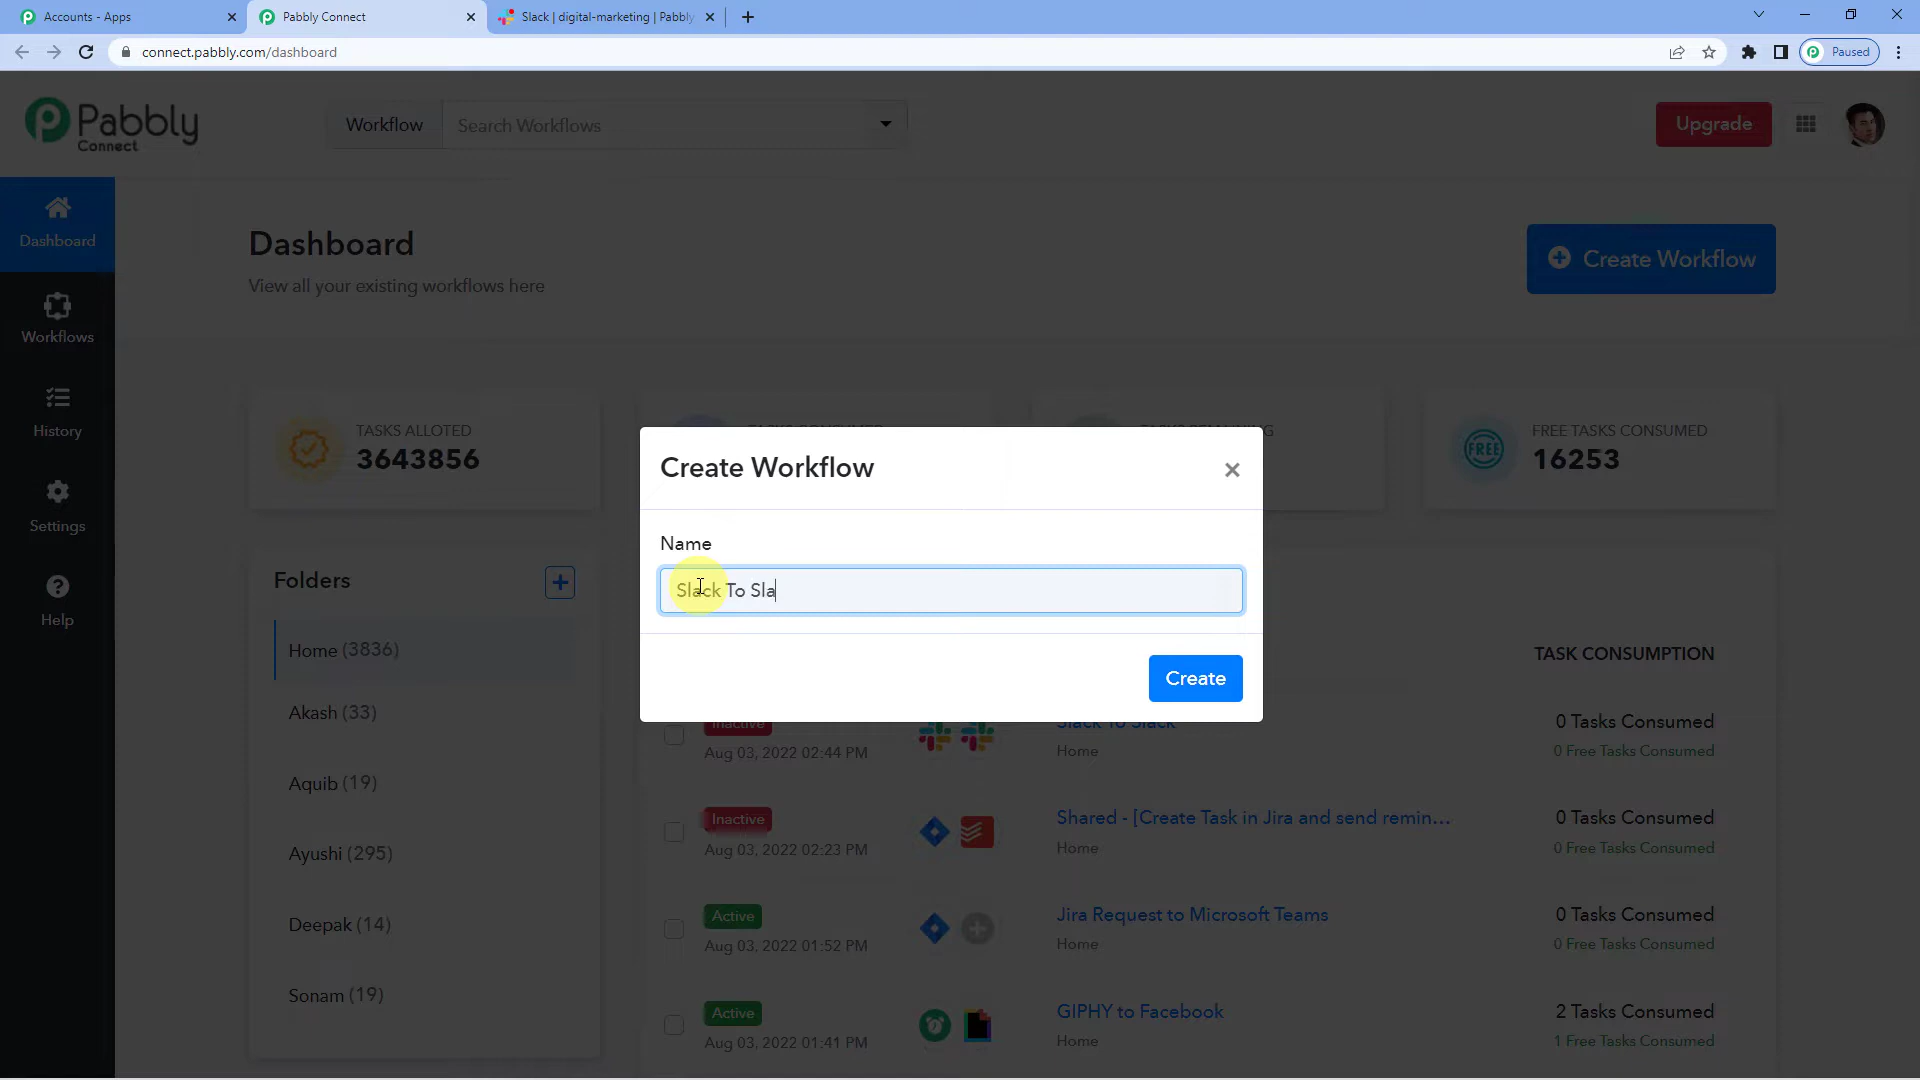 Accounts - Apps
Pabbly Connect
Slack | digital-marketing | Pabbly
connect.pabbly.com/dashboard
Paused
Pabbly
Connect
Workflow
Search Workflows
Upgrade
Dashboard
Workflows
History
Settings
Help
Dashboard
View all your existing workflows here
Create Workflow
TASKS ALLOTED
3643856
FREE TASKS CONSUMED
16253
FREE
Create Workflow
×
Name
Slack To Sla
Create
Folders
Home (3836)
Akash (33)
Aquib (19)
Ayushi (295)
Deepak (14)
Sonam (19)
TASK CONSUMPTION
Inactive
Aug 03, 2022 02:44 PM
Slack To Slack
Home
0 Tasks Consumed
0 Free Tasks Consumed
Inactive
Aug 03, 2022 02:23 PM
Shared - [Create Task in Jira and send remin...
Home
0 Tasks Consumed
0 Free Tasks Consumed
Active
Aug 03, 2022 01:52 PM
Jira Request to Microsoft Teams
Home
0 Tasks Consumed
0 Free Tasks Consumed
Active
Aug 03, 2022 01:41 PM
GIPHY to Facebook
Home
2 Tasks Consumed
1 Free Tasks Consumed